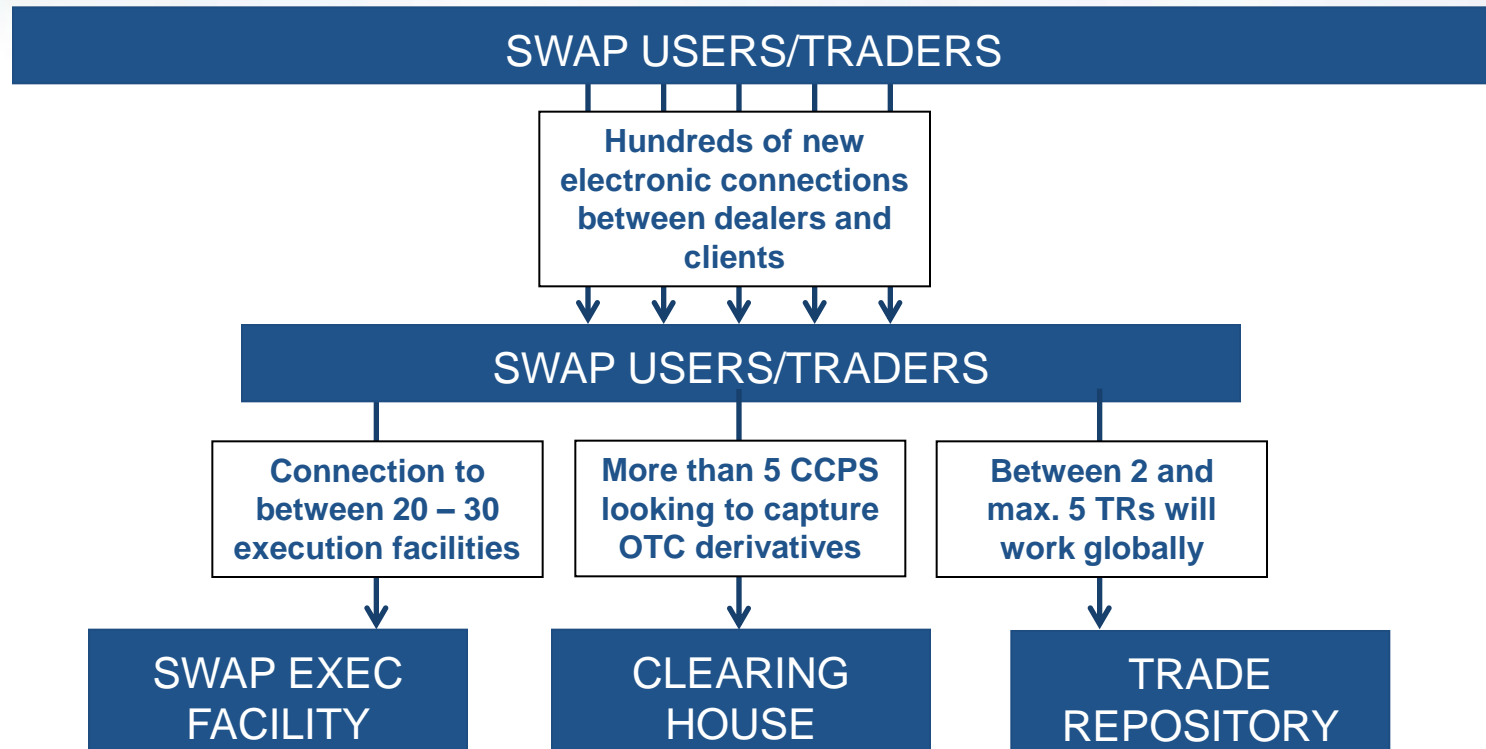 SWAP USERS/TRADERS
Hundreds of new
electronic connections
between dealers and
clients
SWAP USERS/TRADERS
Connection to
between 20 – 30
execution facilities
More than 5 CCPS
looking to capture
OTC derivatives
Between 2 and
max. 5 TRs will
work globally
SWAP EXEC
FACILITY
CLEARING
HOUSE
TRADE
REPOSITORY